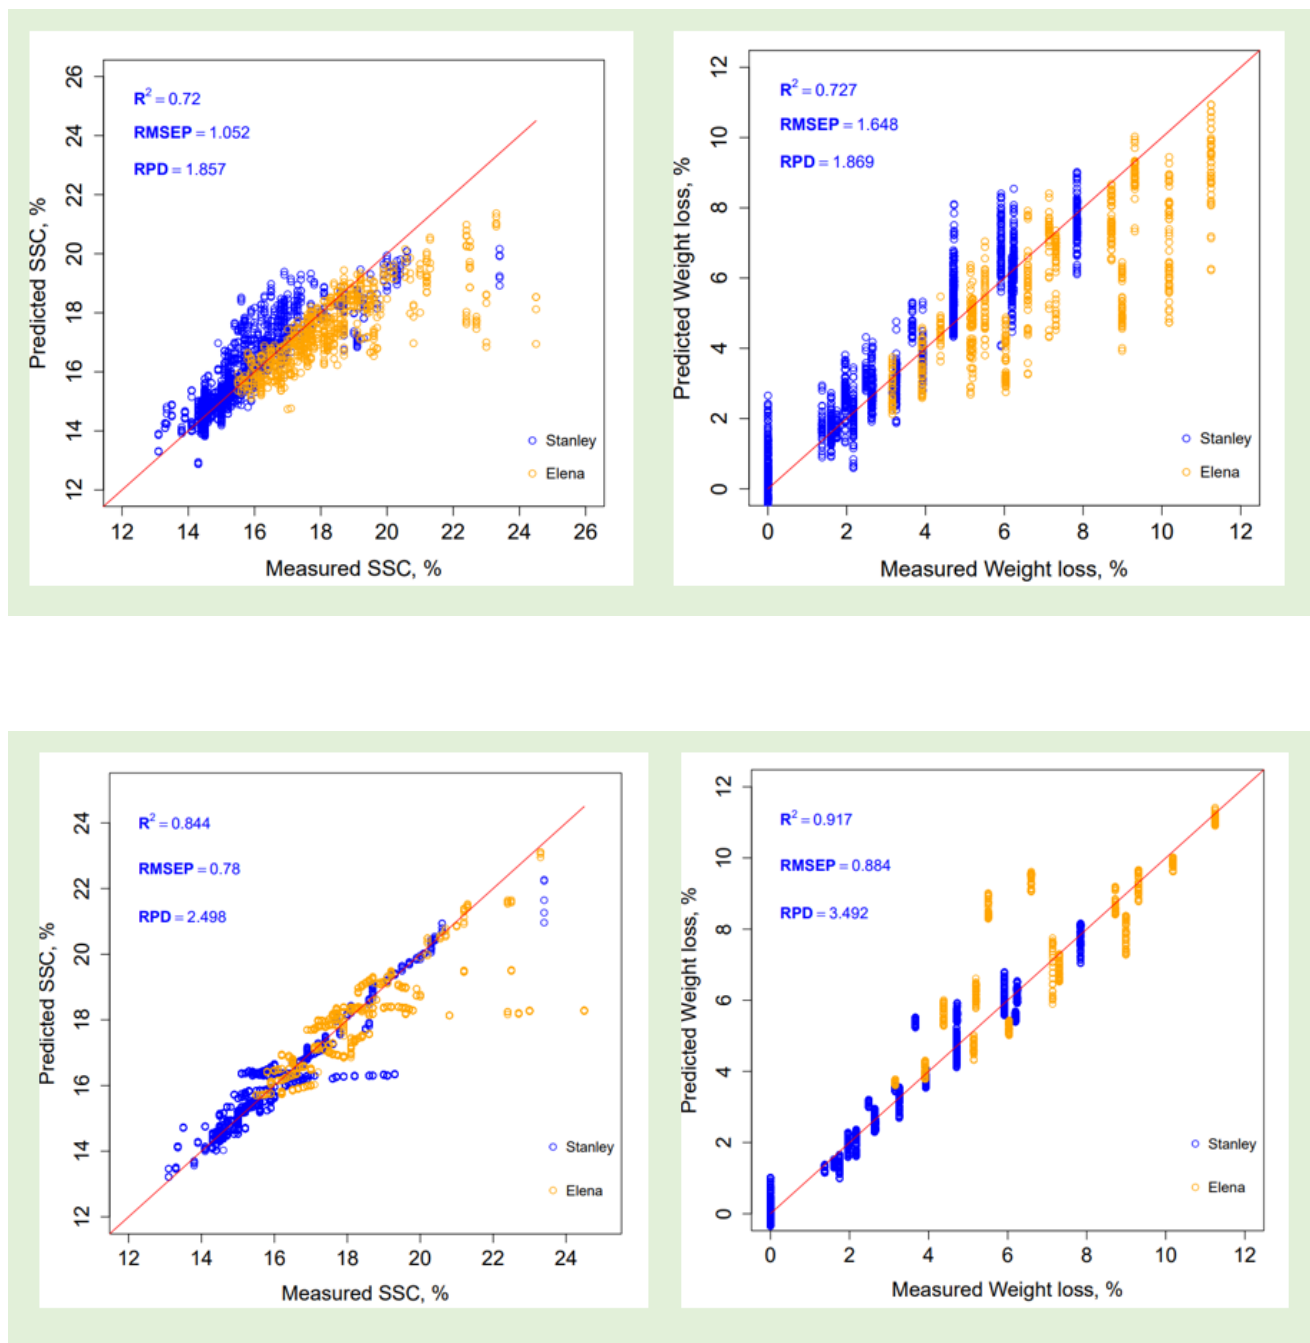 R² = 0.72
RMSEP = 1.052
RPD = 1.857
Predicted SSC, %
26
24
22
20
18
16
14
12
Stanley
Elena
12 14 16 18 20 22 24 26
Measured SSC, %
R² = 0.727
RMSEP = 1.648
RPD = 1.869
Predicted Weight loss, %
12
10
8
6
4
2
0
Stanley
Elena
0 2 4 6 8 10 12
Measured Weight loss, %
R² = 0.844
RMSEP = 0.78
RPD = 2.498
Predicted SSC, %
24
22
20
18
16
14
12
Stanley
Elena
12 14 16 18 20 22 24
Measured SSC, %
R² = 0.917
RMSEP = 0.884
RPD = 3.492
Predicted Weight loss, %
12
10
8
6
4
2
0
Stanley
Elena
0 2 4 6 8 10 12
Measured Weight loss, %